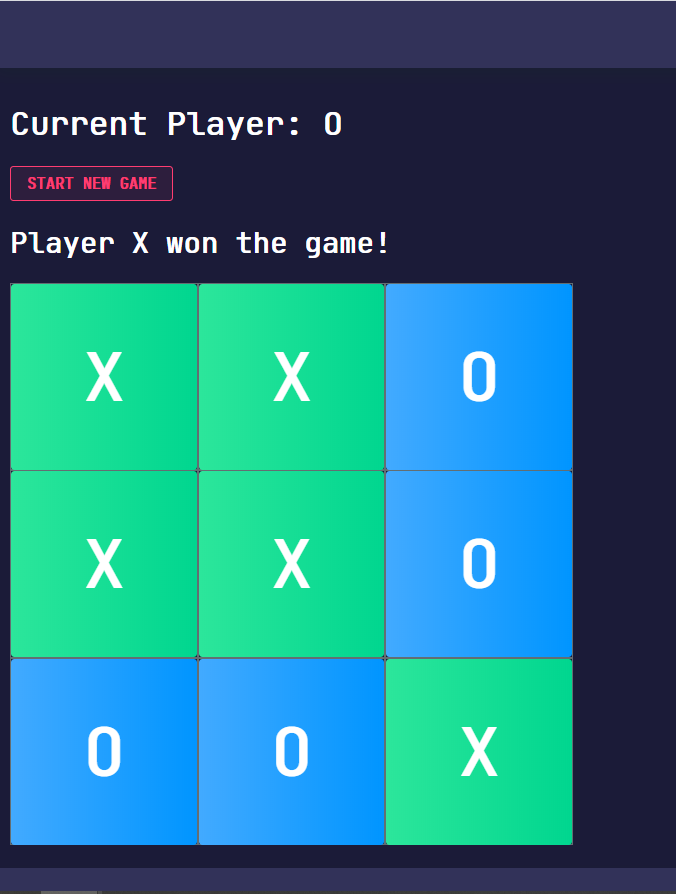 Current Player: O
START NEW GAME
Player X won the game!
X X O
X X O
O O X